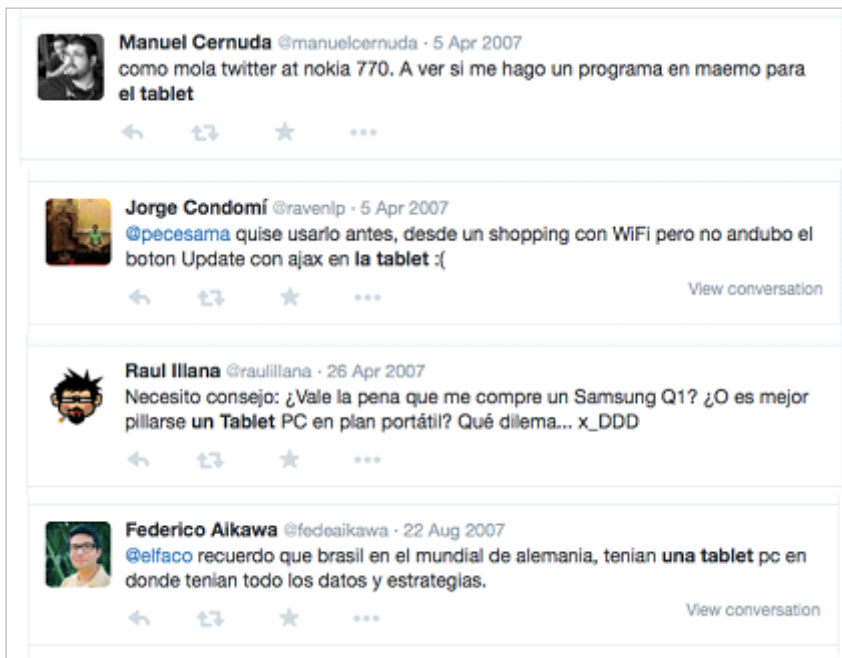 Manuel Cernuda @manuelcernuda · 5 Apr 2007
como mola twitter at nokia 770. A ver si me hago un programa en maemo para
el tablet
Jorge Condomí @ravenlp · 5 Apr 2007
@pecesama quise usarlo antes, desde un shopping con WiFi pero no andubo el
boton Update con ajax en la tablet :(
View conversation
Raul Illana @raulillana · 26 Apr 2007
Necesito consejo: ¿Vale la pena que me compre un Samsung Q1? ¿O es mejor
pillarse un Tablet PC en plan portátil? Qué dilema... x_DDD
Federico Aikawa @fedeaikawa · 22 Aug 2007
@elfaco recuerdo que brasil en el mundial de alemania, tenian una tablet pc en
donde tenian todo los datos y estrategias.
View conversation